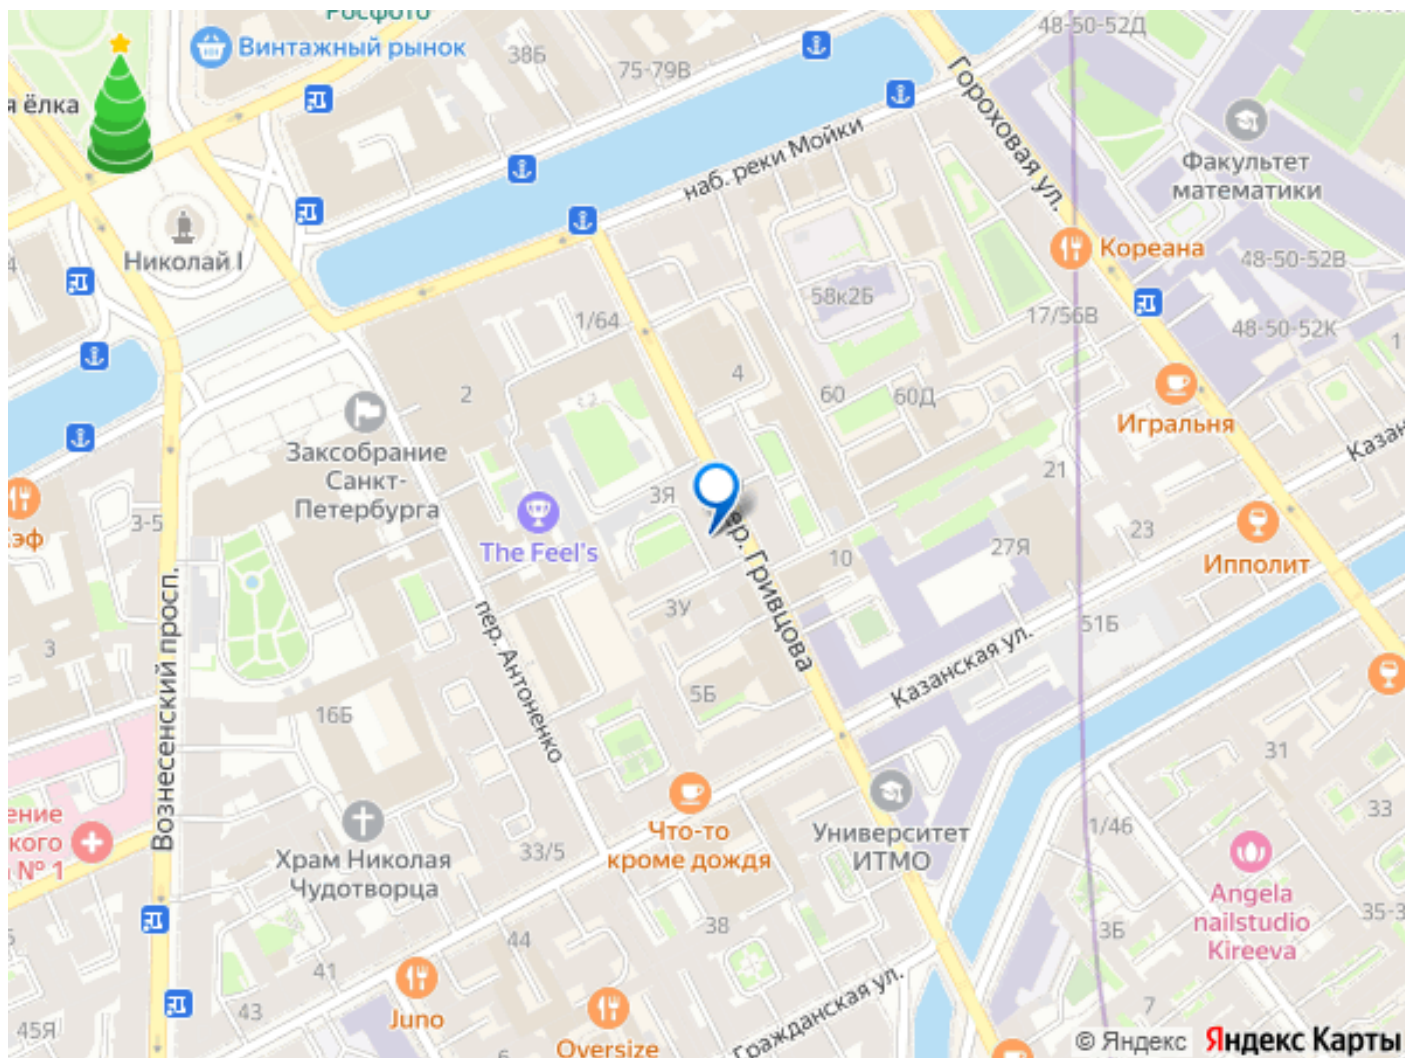 Росфото
Винтажный рынок
38Б
75-79В
48-50-52Д
я ёлка
Гороховая ул.
наб. реки Мойки
Факультет
математики
Николай I
4
Кореана
48-50-52В
58к2Б
1/64
17/56В
48-50-52К
1
4
2
60
60Д
Игральня
Казан
Заксобрание
Санкт-
Петербурга
21
3Я
3-5
The Feel's
пер. Гривцова
23
27Я
10
Ипполит
эф
3У
51Б
3
Вознесенский просп.
пер. Антоненко
Казанская ул.
5Б
16Б
31
ение
кого
№ 1
Что-то
кроме дождя
Университет
ИТМО
1/46
33
Храм Николая
Чудотворца
33/5
Angela
nailstudio
Kireeva
35-3
38
3Б
44
41
43
45Я
Juno
Гражданская ул.
7
Oversize
6
© Яндекс Яндекс Карты